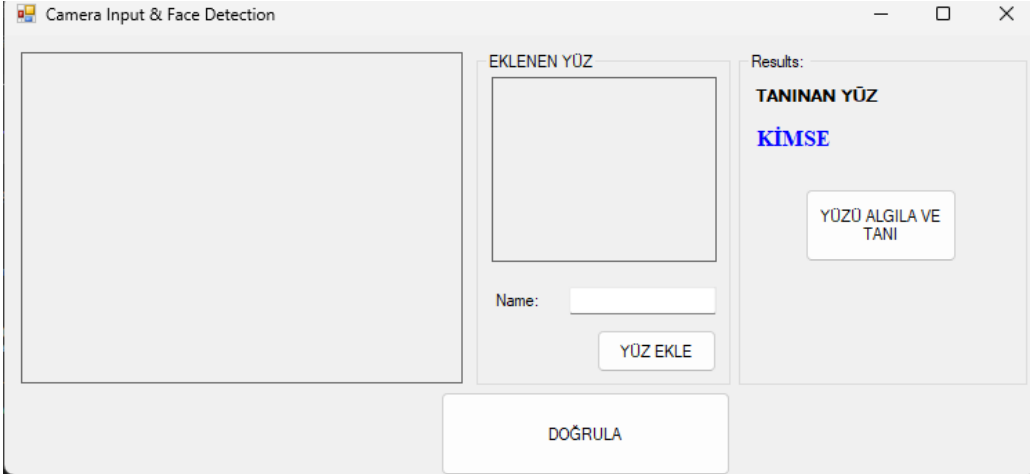 Camera Input & Face Detection
EKLENEN YÜZ
Name:
YÜZ EKLE
Results:
TANINAN YÜZ
KİMSE
YÜZÜ ALGILA VE
TANI
DOĞRULA